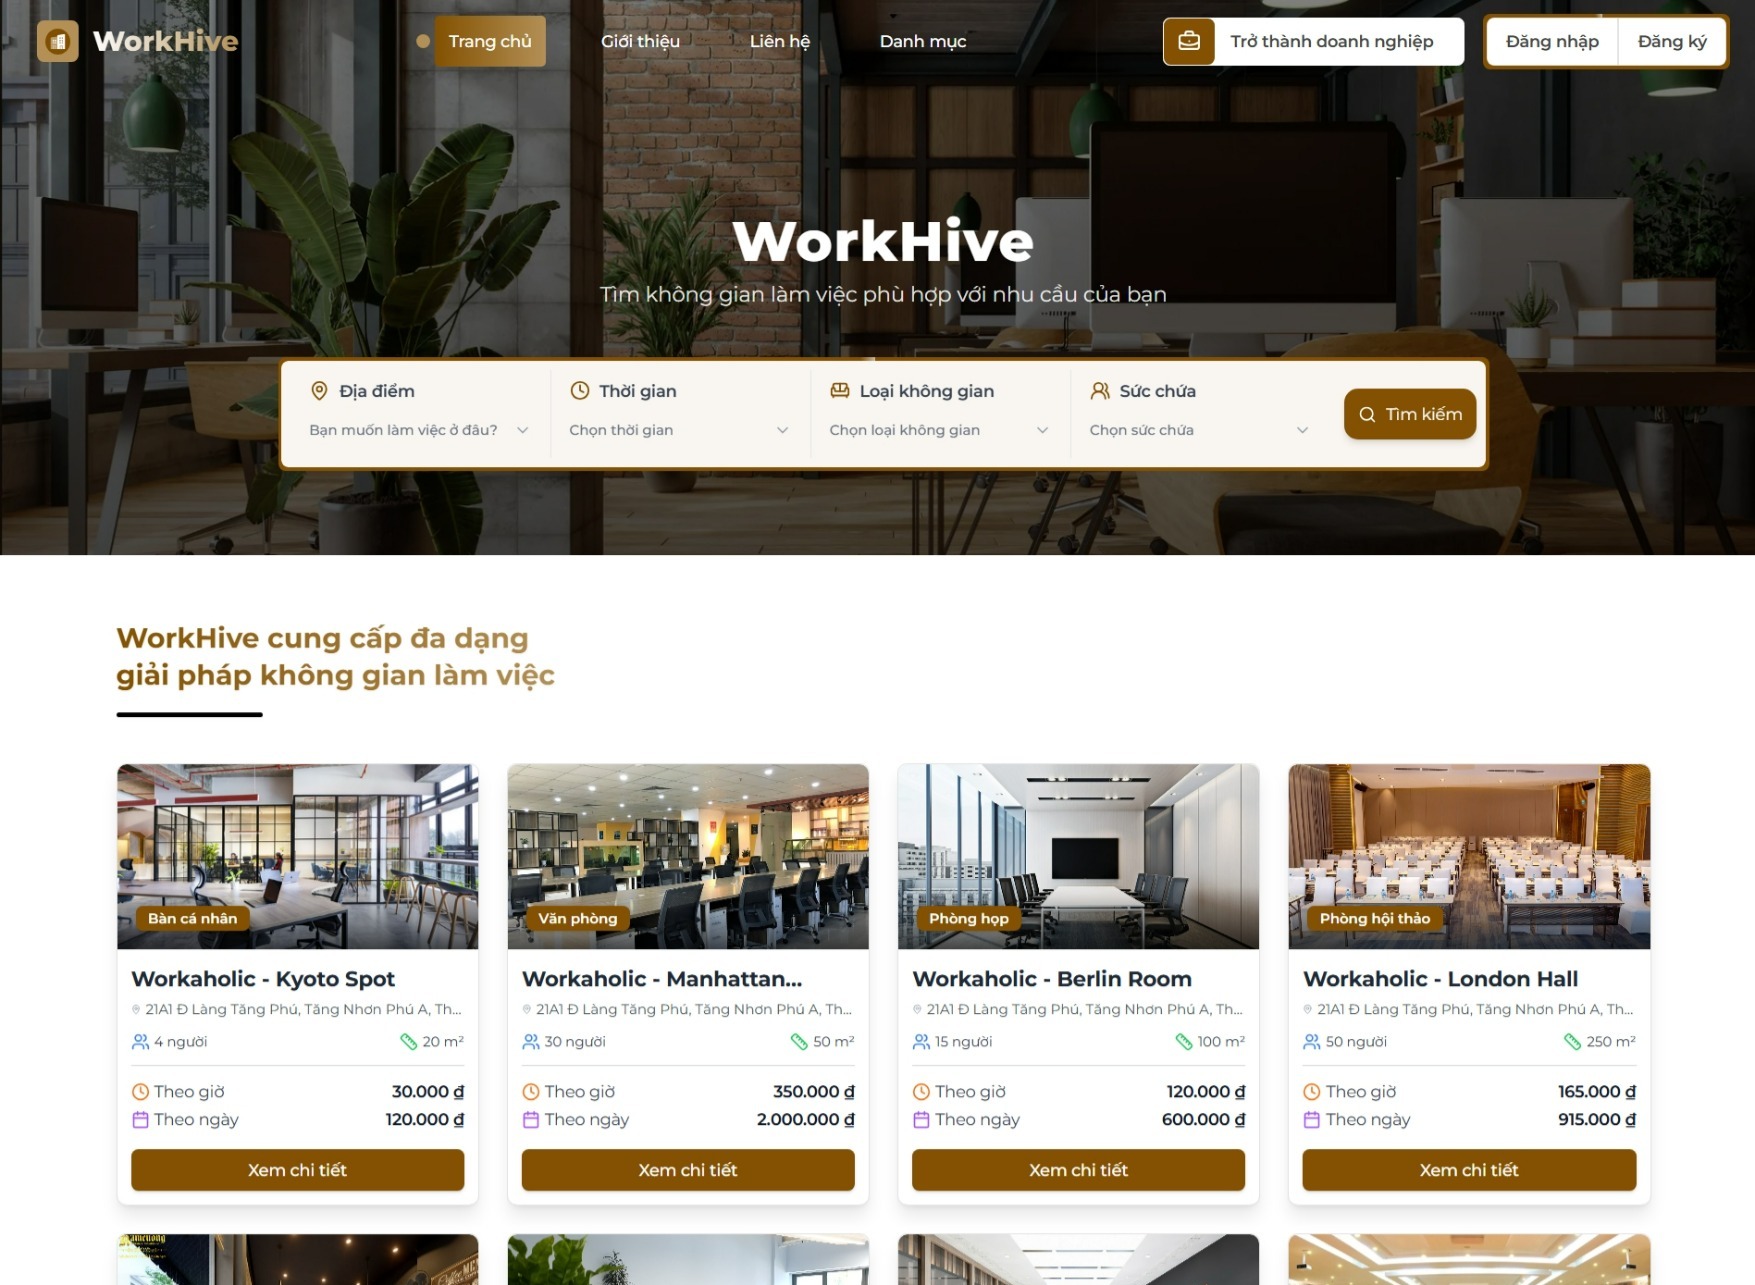 WorkHive
Trang chủ
Giới thiệu
Liên hệ
Danh mục
Trở thành doanh nghiệp
Đăng nhập
Đăng ký
WorkHive
Tìm không gian làm việc phù hợp với nhu cầu của bạn
Địa điểm
Bạn muốn làm việc ở đâu?
Thời gian
Chọn thời gian
Loại không gian
Chọn loại không gian
Sức chứa
Chọn sức chứa
Tìm kiếm
WorkHive cung cấp đa dạng
giải pháp không gian làm việc
Bàn cá nhân
Workaholic - Kyoto Spot
21A1 Đ Làng Tăng Phú, Tăng Nhơn Phú A, Th...
4 người
20 m²
Theo giờ
30.000 ₫
Theo ngày
120.000 ₫
Xem chi tiết
Văn phòng
Workaholic - Manhattan...
21A1 Đ Làng Tăng Phú, Tăng Nhơn Phú A, Th...
30 người
50 m²
Theo giờ
350.000 ₫
Theo ngày
2.000.000 ₫
Xem chi tiết
Phòng họp
Workaholic - Berlin Room
21A1 Đ Làng Tăng Phú, Tăng Nhơn Phú A, Th...
15 người
100 m²
Theo giờ
120.000 ₫
Theo ngày
600.000 ₫
Xem chi tiết
Phòng hội thảo
Workaholic - London Hall
21A1 Đ Làng Tăng Phú, Tăng Nhơn Phú A, Th...
50 người
250 m²
Theo giờ
165.000 ₫
Theo ngày
915.000 ₫
Xem chi tiết